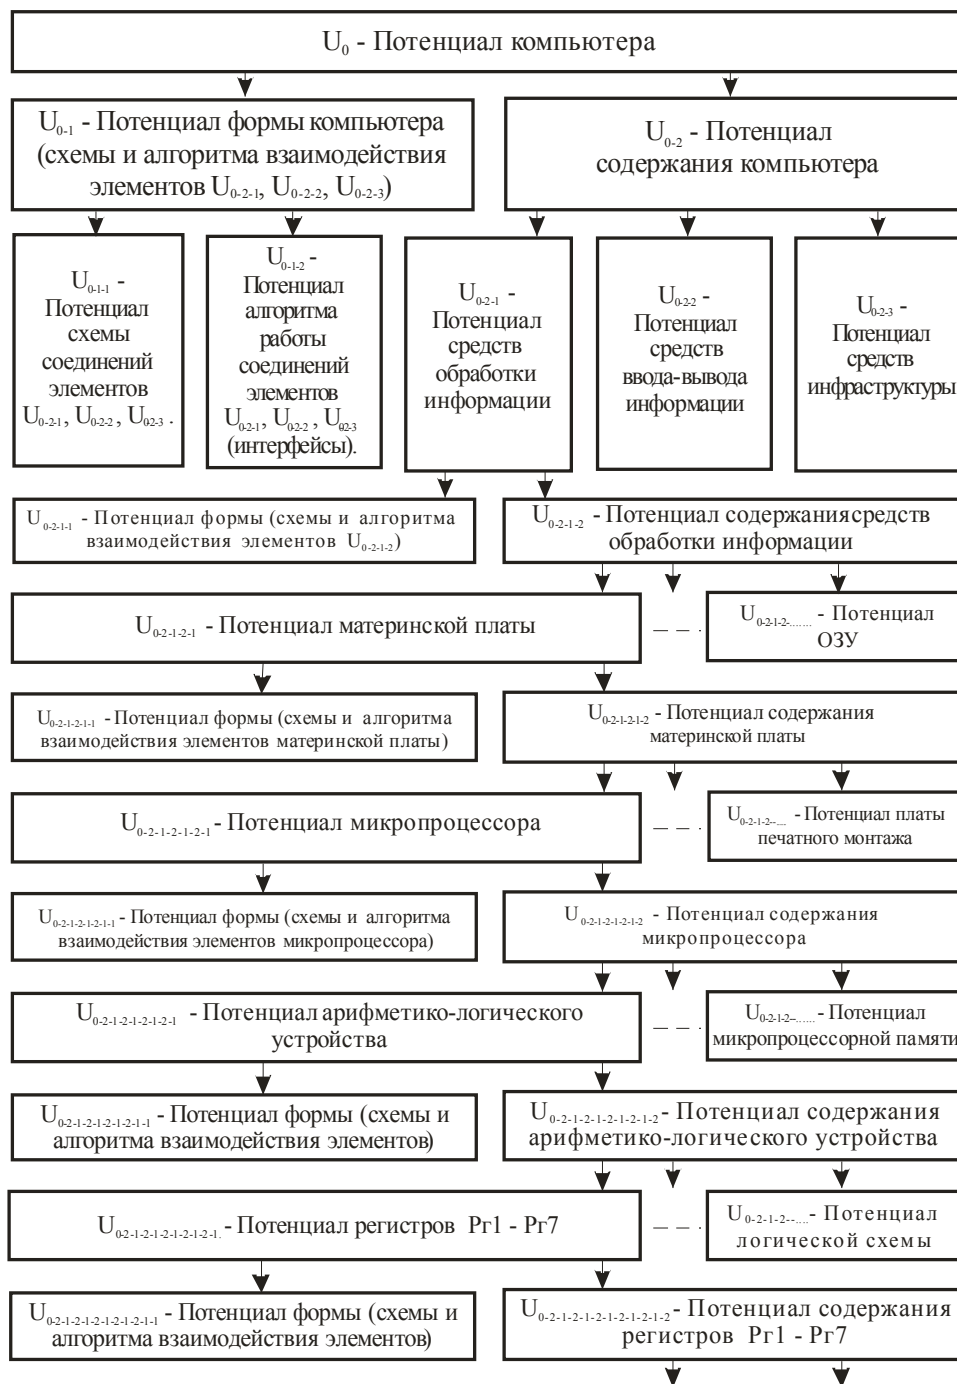 U0 - Потенциал компьютера
U0-1 - Потенциал формы компьютера
(схемы и алгоритма взаимодействия
элементов U0-2-1, U0-2-2, U0-2-3)
U0-2 - Потенциал
содержания компьютера
U0-1-1 -
Потенциал
схемы
соединений
элементов
U0-2-1, U0-2-2, U02-3 .
U0-1-2 -
Потенциал
алгоритма
работы
соединений
элементов
U0-2-1, U0-2-2 , U02-3
(интерфейсы).
U0-2-1 -
Потенциал
средств
обработки
информации
U0-2-2 -
Потенциал
средств
ввода-вывода
информации
U0-2-3 -
Потенциал
средств
инфраструктуры
U0-2-1-1 - Потенциал формы (схемы и алгоритма
взаимодействия элементов U0-2-1-2)
U0-2-1-2 - Потенциал содержания средств
обработки информации
U0-2-1-2-1 - Потенциал материнской платы
U0-2-1-2-....... - Потенциал
ОЗУ
U0-2-1-2-1-1 - Потенциал формы (схемы и алгоритма
взаимодействия элементов материнской платы)
U0-2-1-2-1-2 - Потенциал содержания
материнской платы
U0-2-1-2-1-2-1 - Потенциал микропроцессора
U0-2-1-2--.... - Потенциал платы
печатного монтажа
U0-2-1-2-1-2-1-1 - Потенциал формы (схемы и алгоритма
взаимодействия элементов микропроцессора)
U0-2-1-2-1-2-1-2 - Потенциал содержания
микропроцессора
U0-2-1-2-1-2-1-2-1 - Потенциал арифметико-логического
устройства
U0-2-1-2--...... - Потенциал
микропроцессорной памяти
U0-2-1-2-1-2-1-2-1-1 - Потенциал формы (схемы и
алгоритма взаимодействия элементов)
U0-2-1-2-1-2-1-2-1-2 - Потенциал содержания
арифметико-логического устройства
U0-2-1-2-1-2-1-2-1-2-1. - Потенциал регистров Рг1 - Рг7
U0-2-1-2--.... - Потенциал
логической схемы
U0-2-1-2-1-2-1-2-1-2-1-1 - Потенциал формы (схемы и
алгоритма взаимодействия элементов)
U0-2-1-2-1-2-1-2-1-2-1-2 - Потенциал содержания
регистров Рг1 - Рг7